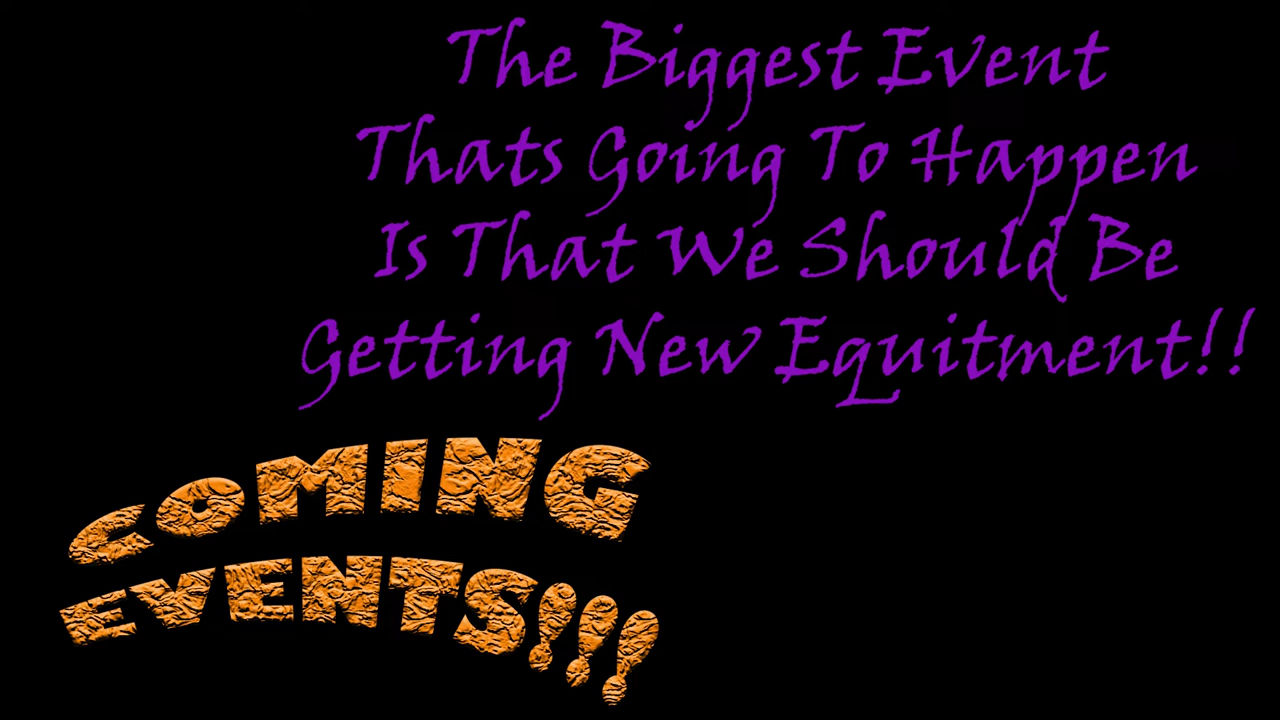 The Biggest Event
Thats Going To Happen
Is That We Should Be
Getting New Equitment!!
COMING
EVENTS!!!